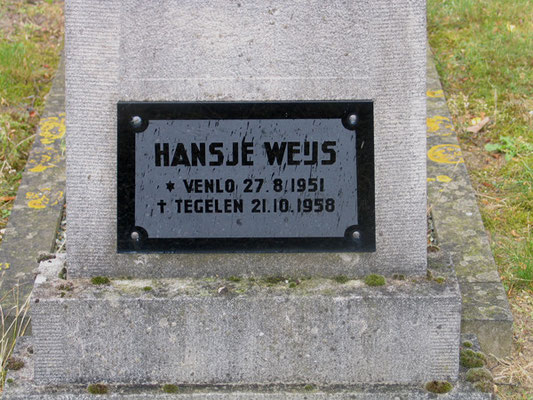 HANSJE WEIJS
* VENLO 27.8.1951
† TEGELEN 21.10.1958